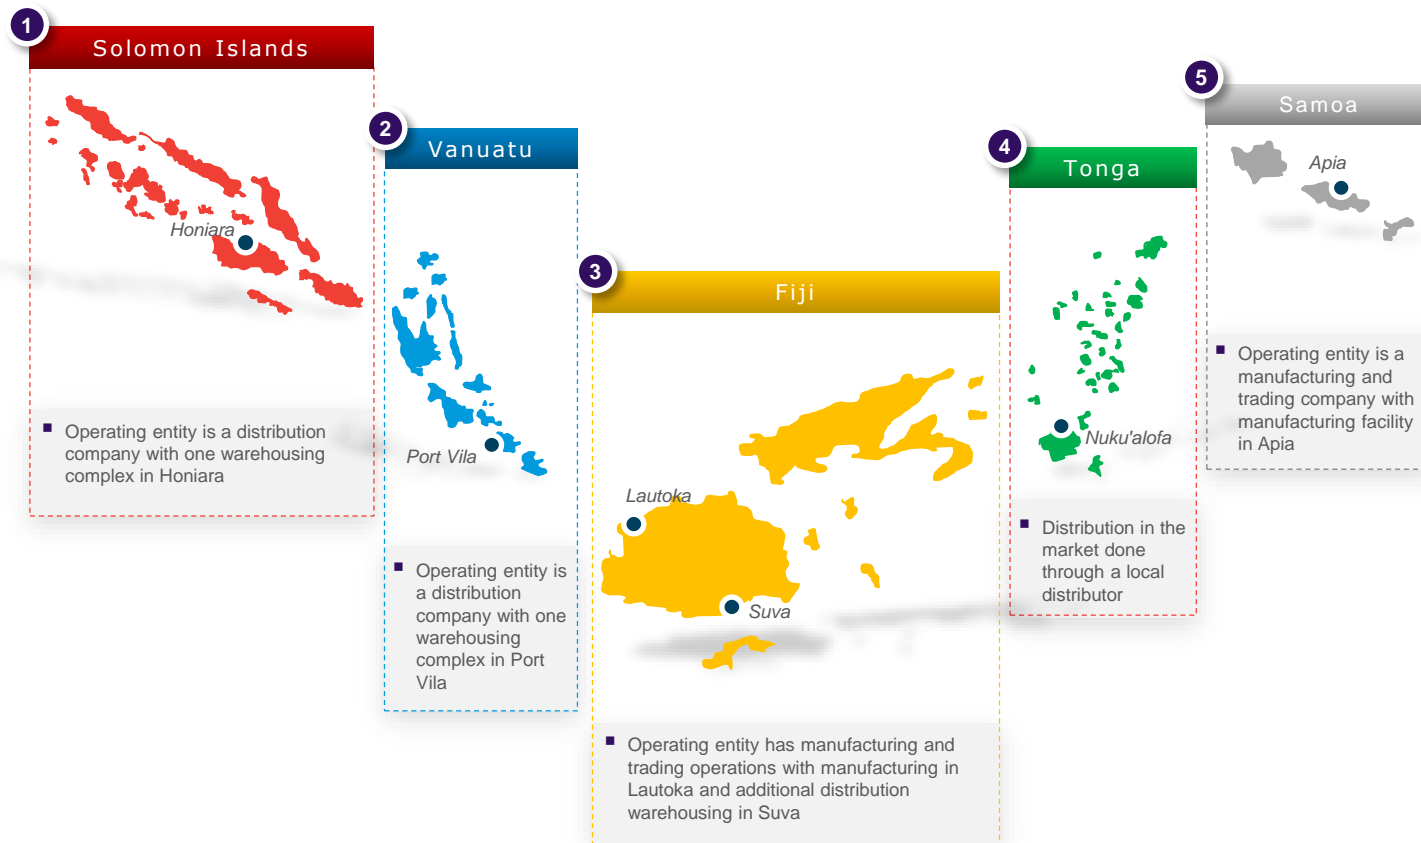 1
Solomon Islands
Honiara
Operating entity is a distribution
company with one warehousing
complex in Honiara
2
Vanuatu
Port Vila
Operating entity is
a distribution
company with one
warehousing
complex in Port
Vila
3
Fiji
Lautoka
Suva
Operating entity has manufacturing and
trading operations with manufacturing in
Lautoka and additional distribution
warehousing in Suva
4
Tonga
Nuku'alofa
Distribution in the
market done
through a local
distributor
5
Samoa
Apia
Operating entity is a
manufacturing and
trading company with
manufacturing facility
in Apia